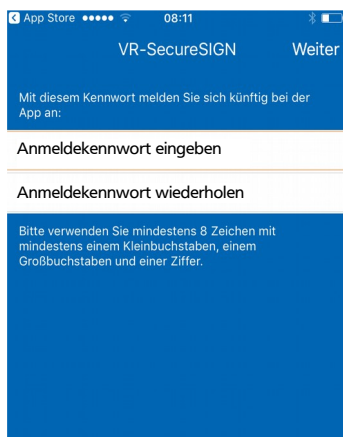 App Store 08:11
VR-SecureSIGN Weiter
Mit diesem Kennwort melden Sie sich künftig bei der
App an:
Anmeldekennwort eingeben
Anmeldekennwort wiederholen
Bitte verwenden Sie mindestens 8 Zeichen mit
mindestens einem Kleinbuchstaben, einem
Großbuchstaben und einer Ziffer.